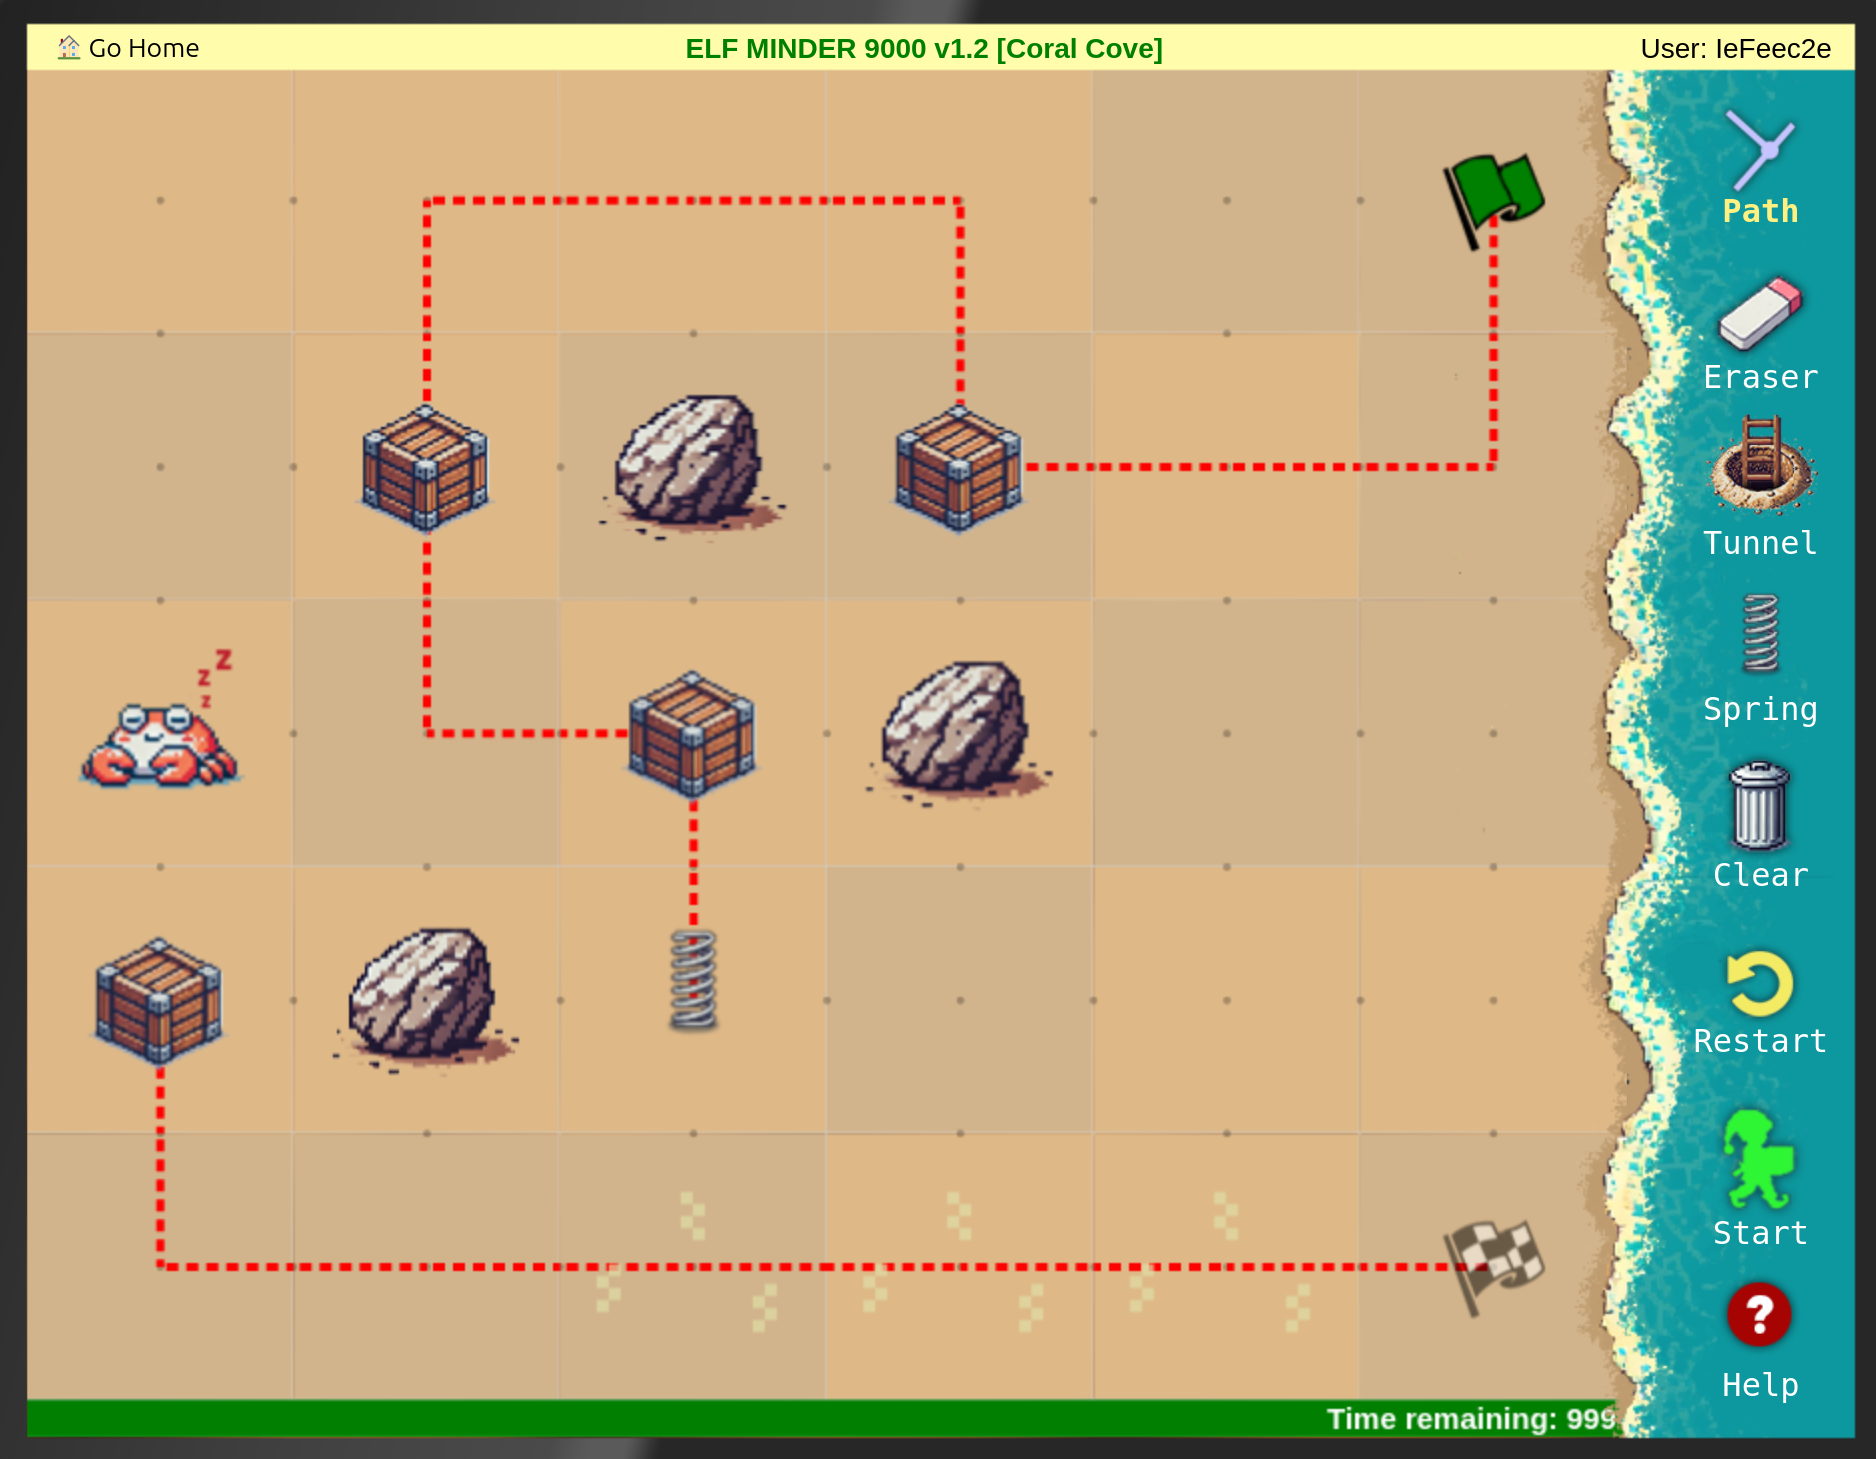 Go Home
ELF MINDER 9000 v1.2 [Coral Cove]
User: IeFeec2e
Path
Eraser
Tunnel
Spring
Clear
Restart
Start
?
Help
z
z
z
Time remaining: 999